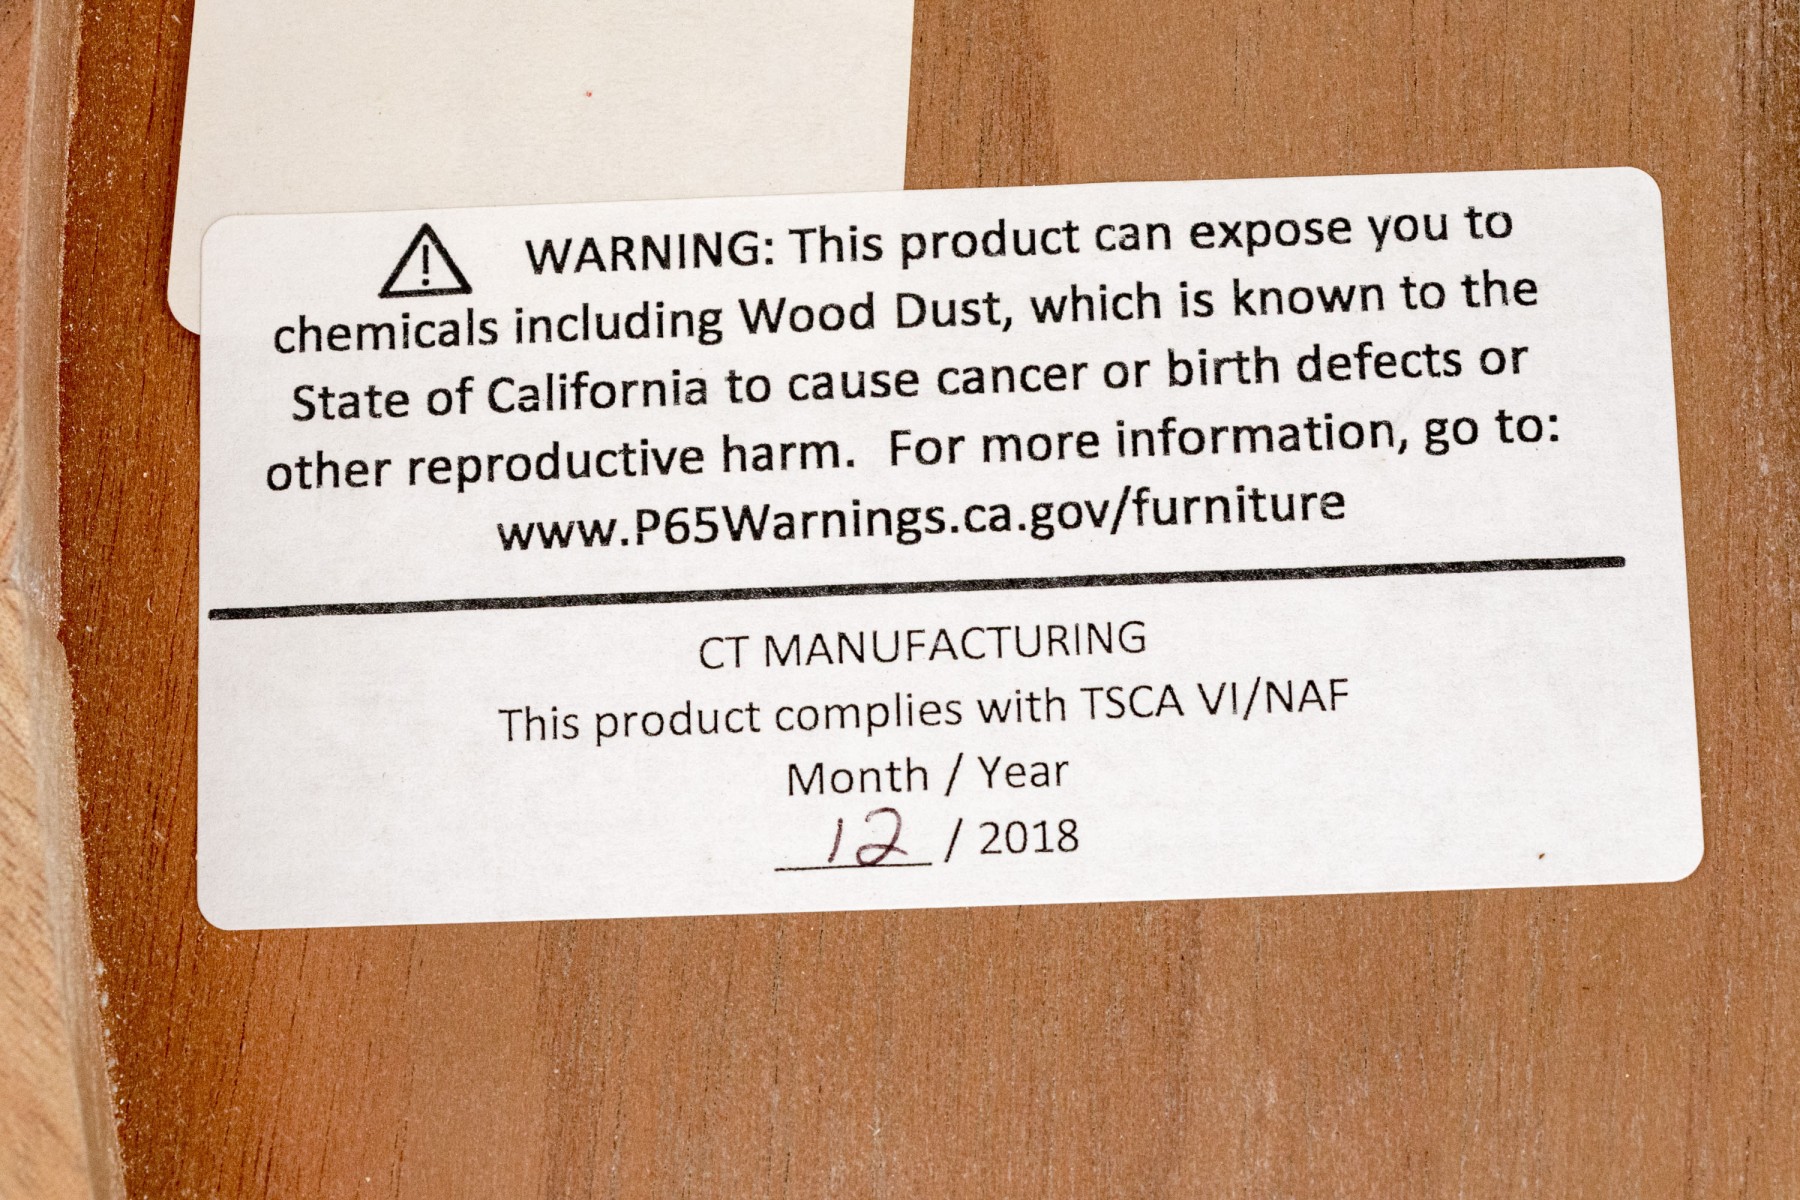 WARNING: This product can expose you to
chemicals including Wood Dust, which is known to the
State of California to cause cancer or birth defects or
other reproductive harm.  For more information, go to:
www.P65Warnings.ca.gov/furniture
CT MANUFACTURING
This product complies with TSCA VI/NAF
Month / Year
12 / 2018